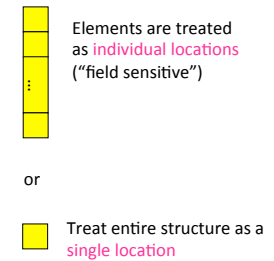 Elements are treated
as individual locations
("field sensitive")
...
or
Treat entire structure as a
single location